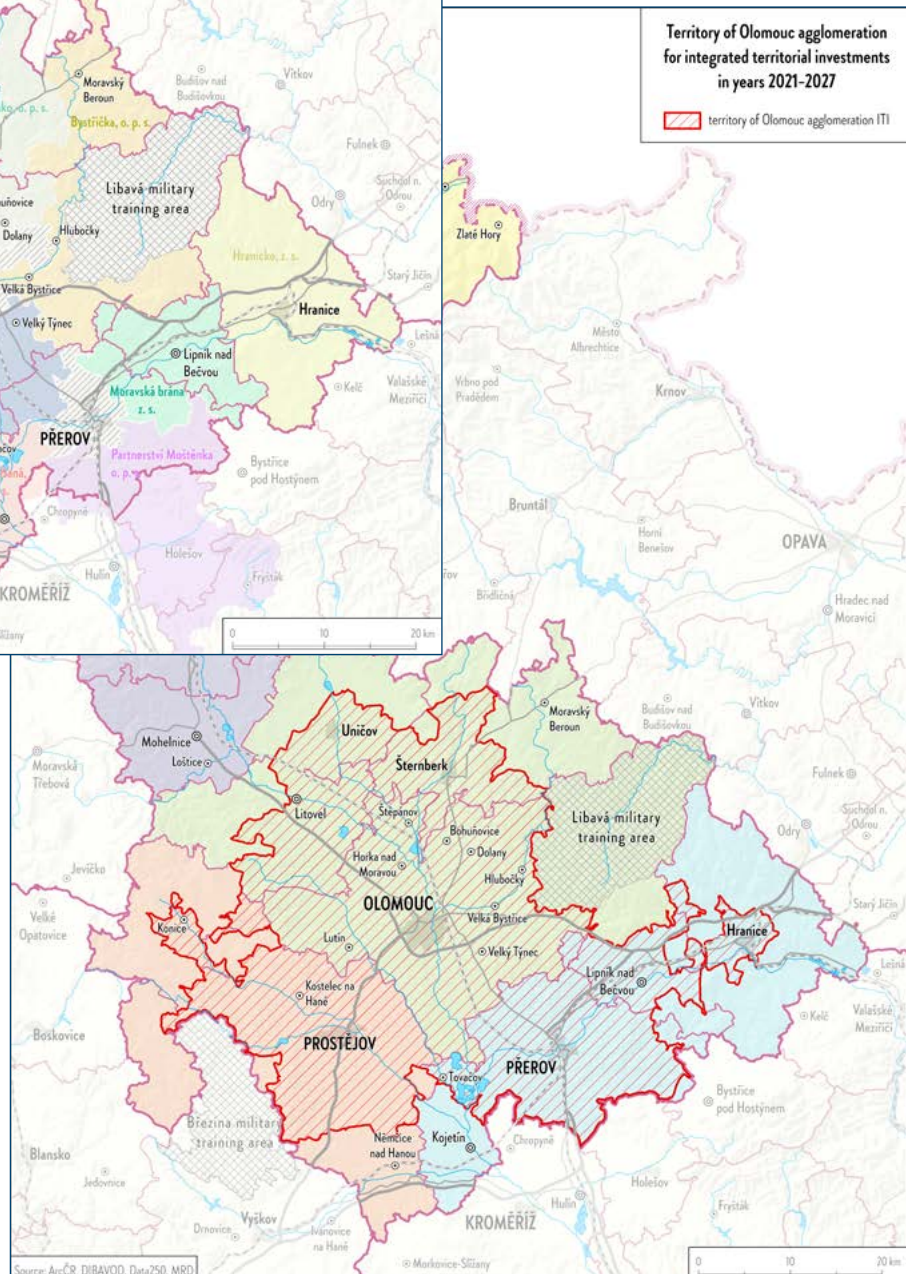 Territory of Olomouc agglomeration
for integrated territorial investments
in years 2021-2027
territory of Olomouc agglomeration ITI
Moravský
Beroun
Budišov nad
Budišovkou
Vítkov
o. p. s.
Bystřička, o. p. s.
Fulnek
Libavá military
training area
Suchdol n.
Odrou
Odry
Dolany
Hlubočky
Hranicko, z. s.
Starý Jičín
Velká Bystřice
Velký Týnec
Hranice
Lešná
Lipník nad
Bečvou
Kelč
Valašské
Meziříčí
Moravská brána
z. s.
PŘEROV
Partnerství Moštěnka
o. p. s.
Bystřice
pod Hostýnem
Chropyně
Holešov
Fryšták
Hulín
KROMĚŘÍŽ
0 10 20 km
Zlaté Hory
Město
Albrechtice
Vrbno pod
Pradědem
Krnov
Bruntál
Horní
Benešov
OPAVA
Břidličná
Hradec nad
Moravicí
Mohelnice
Loštice
Moravská
Třebová
Uničov
Šternberk
Moravský
Beroun
Budišov nad
Budišovkou
Vítkov
Fulnek
Suchdol n.
Odrou
Odry
Litovel
Štěpánov
Bohuňovice
Dolany
Libavá military
training area
Horka nad
Moravou
Hlubočky
Jevíčko
Velké
Opatovice
Konice
OLOMOUC
Velká Bystřice
Starý Jičín
Hranice
Lutín
Velký Týnec
Lešná
Lipník nad
Bečvou
Kostelec na
Hané
Valašské
Meziříčí
Kelč
Boskovice
PROSTĚJOV
PŘEROV
Tovačov
Bystřice
pod Hostýnem
Březina military
training area
Němčice
nad Hanou
Kojetín
Chropyně
Blansko
Jedovnice
Holešov
Hulín
Fryšták
Vyškov
Drnovice
Ivanovice
na Hané
KROMĚŘÍŽ
Morkovice-Slížany
Source: ArcČR, DIBAVOD, Data250, MRD
0 10 20 km